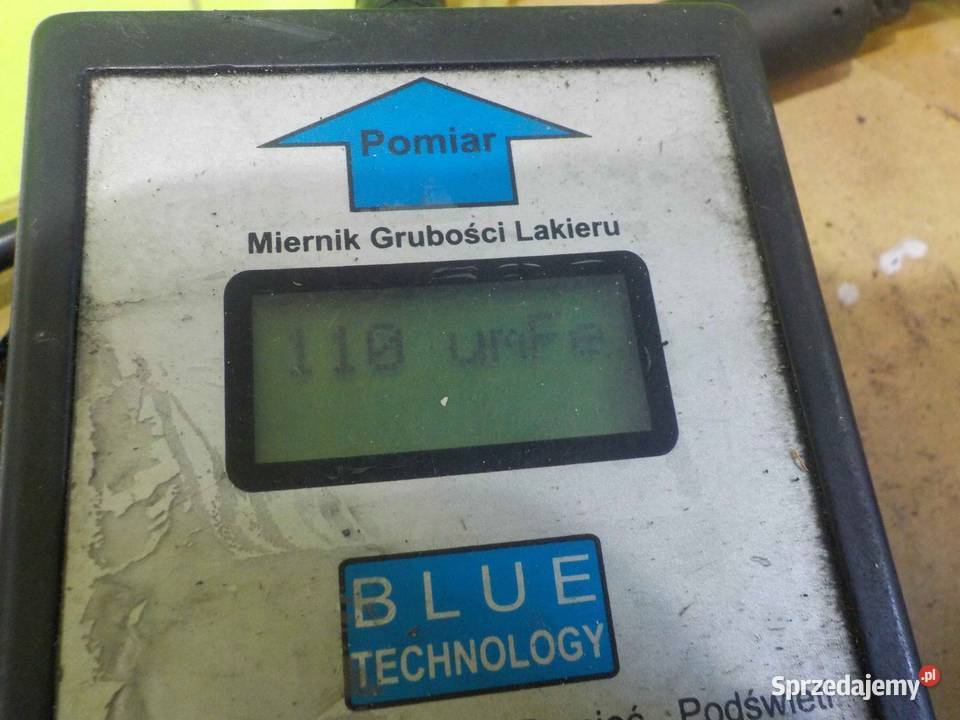 Pomiar
Miernik Grubości Lakieru
110 umFe
BLUE
TECHNOLOGY
Podświetl
Sprzedajemy.pl